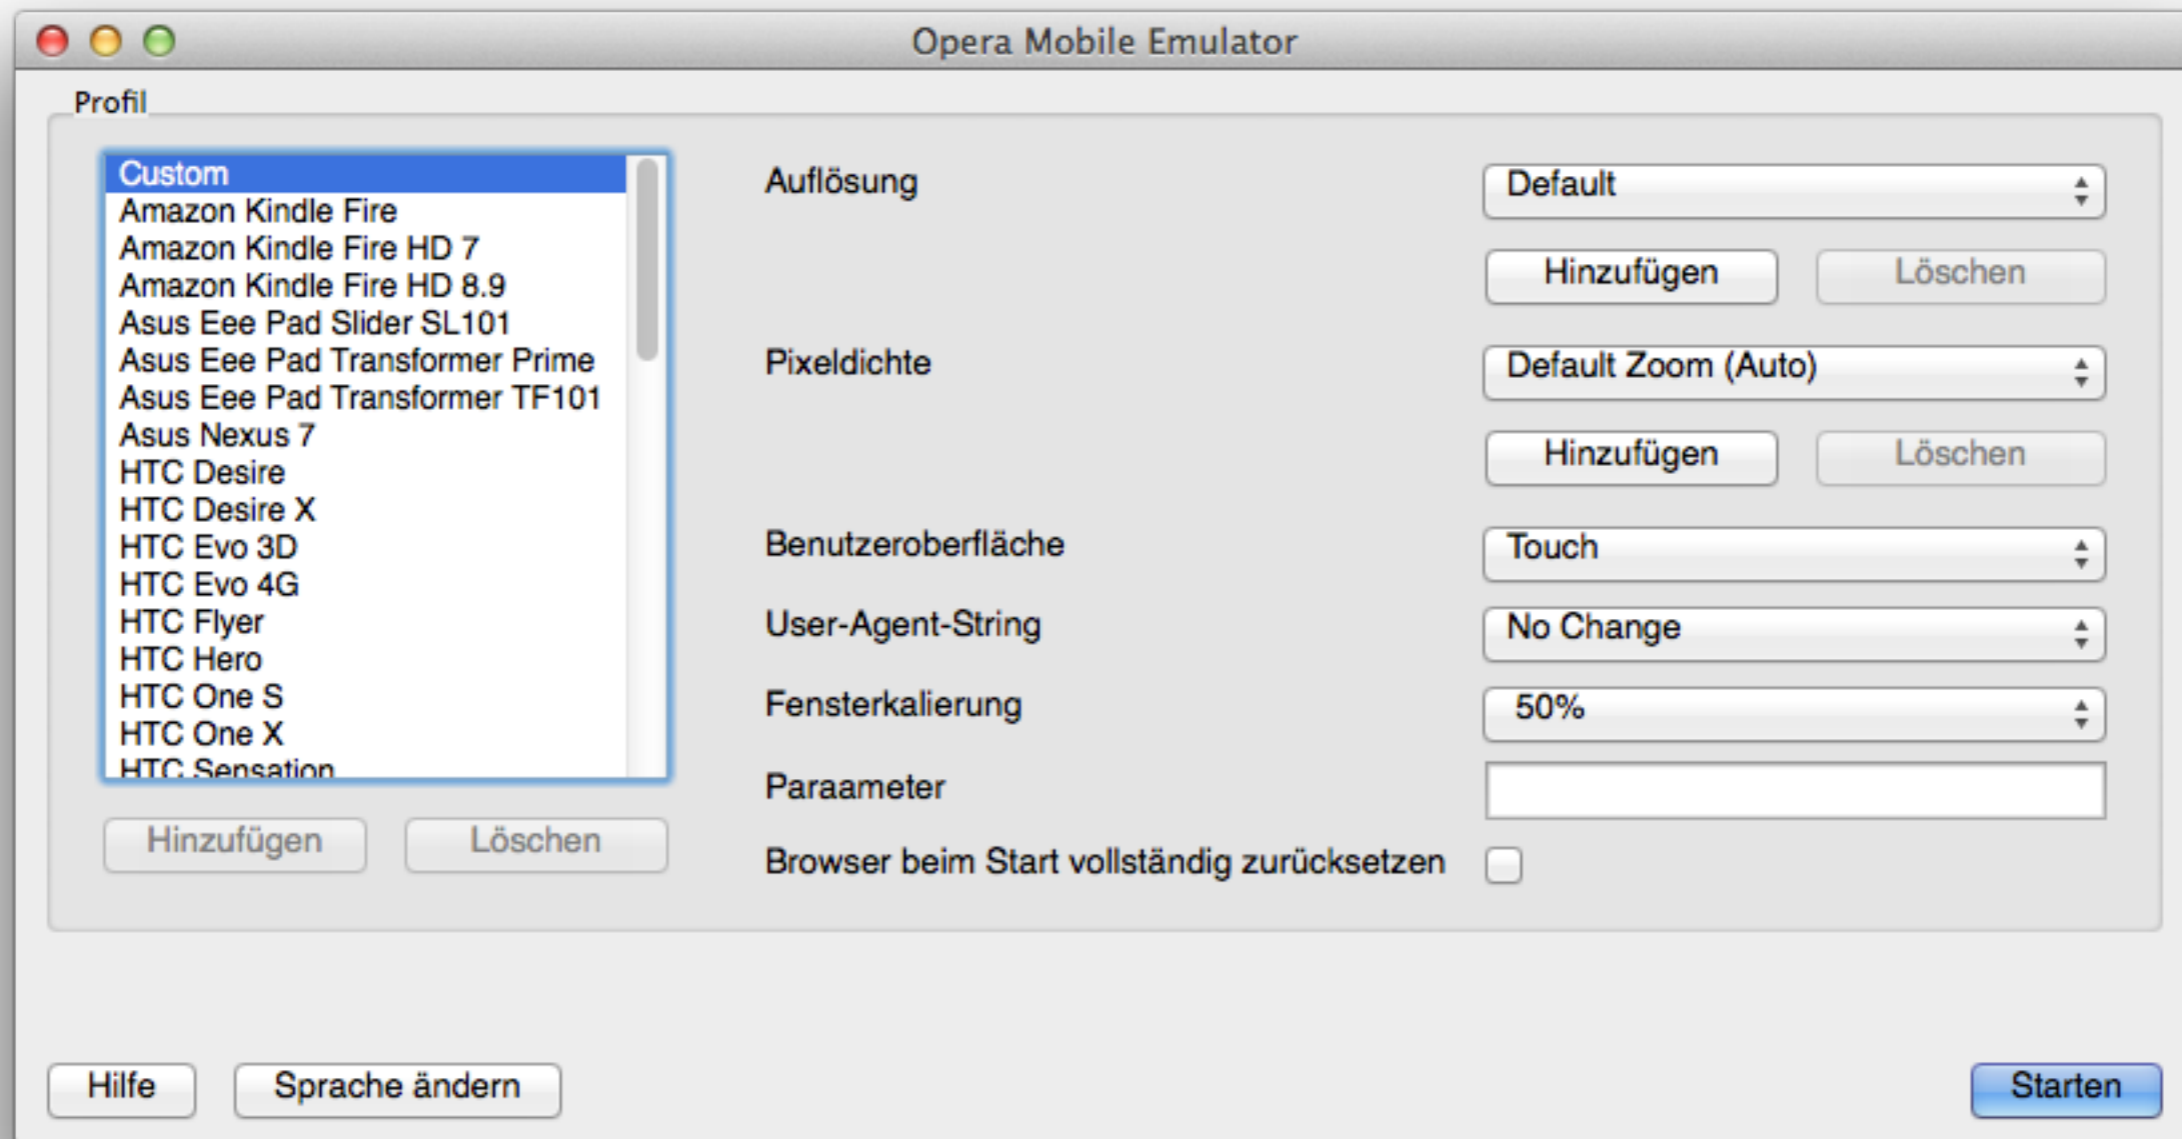 Opera Mobile Emulator
Profil
Custom
Amazon Kindle Fire
Amazon Kindle Fire HD 7
Amazon Kindle Fire HD 8.9
Asus Eee Pad Slider SL101
Asus Eee Pad Transformer Prime
Asus Eee Pad Transformer TF101
Asus Nexus 7
HTC Desire
HTC Desire X
HTC Evo 3D
HTC Evo 4G
HTC Flyer
HTC Hero
HTC One S
HTC One X
HTC Sensation
Hinzufügen Löschen
Auflösung Default
Hinzufügen Löschen
Pixeldichte Default Zoom (Auto)
Hinzufügen Löschen
Benutzeroberfläche Touch
User-Agent-String No Change
Fensterkalierung 50%
Paraameter
Browser beim Start vollständig zurücksetzen
Hilfe Sprache ändern Starten